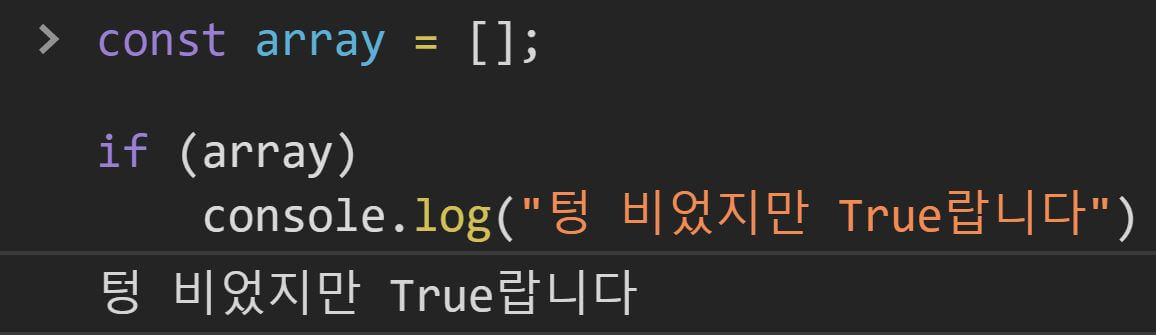 > const array = [];
if (array)
console.log("텅 비었지만 True랍니다")
텅 비었지만 True랍니다